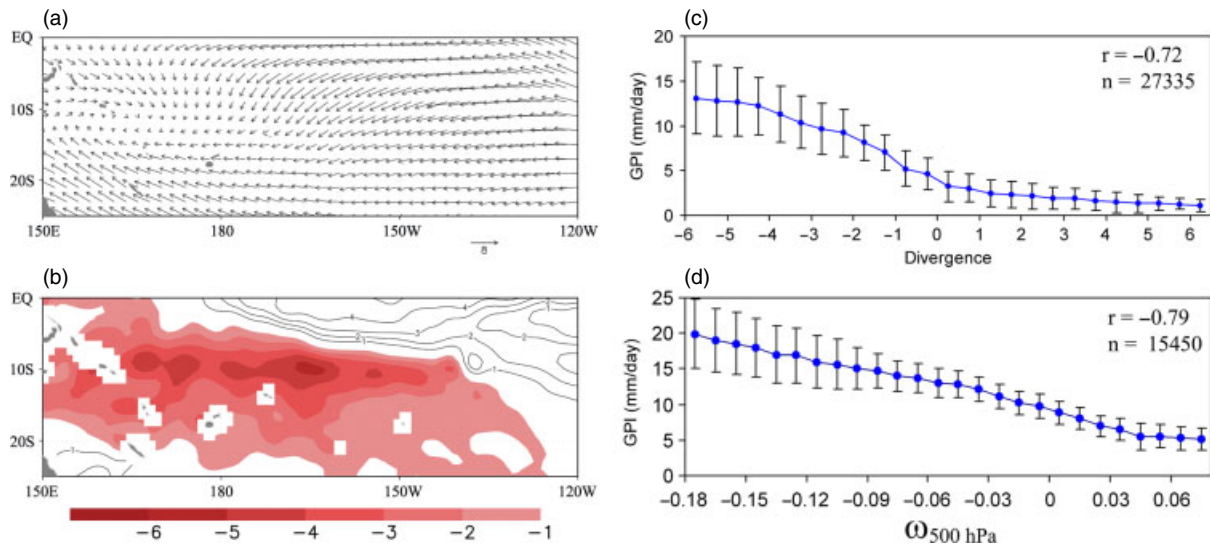 (a)
EQ
10S
20S
150E 180 150W 120W
8
(b)
EQ
10S
20S
150E 180 150W 120W
−6 −5 −4 −3 −2 −1
(c)
GPI (mm/day)
20
15
10
5
0
r = −0.72
n = 27335
−6 −5 −4 −3 −2 −1 0 1 2 3 4 5 6
Divergence
(d)
GPI (mm/day)
25
20
15
10
5
0
r = −0.79
n = 15450
−0.18 −0.15 −0.12 −0.09 −0.06 −0.03 0 0.03 0.06
ω500 hPa